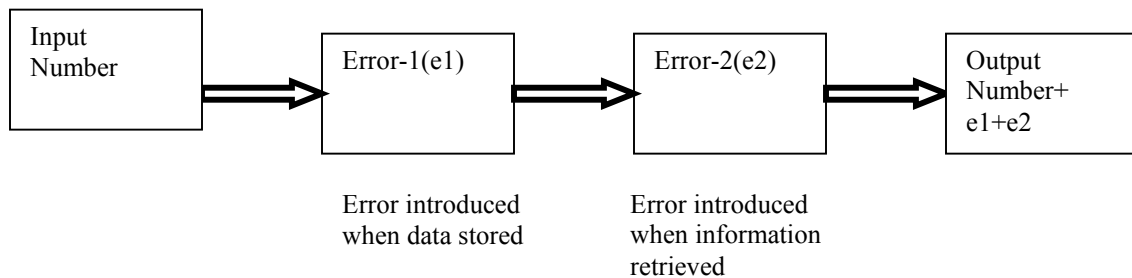 Input
Number
Error-1(e1)
Error-2(e2)
Output
Number+
e1+e2
Error introduced
when data stored
Error introduced
when information
retrieved